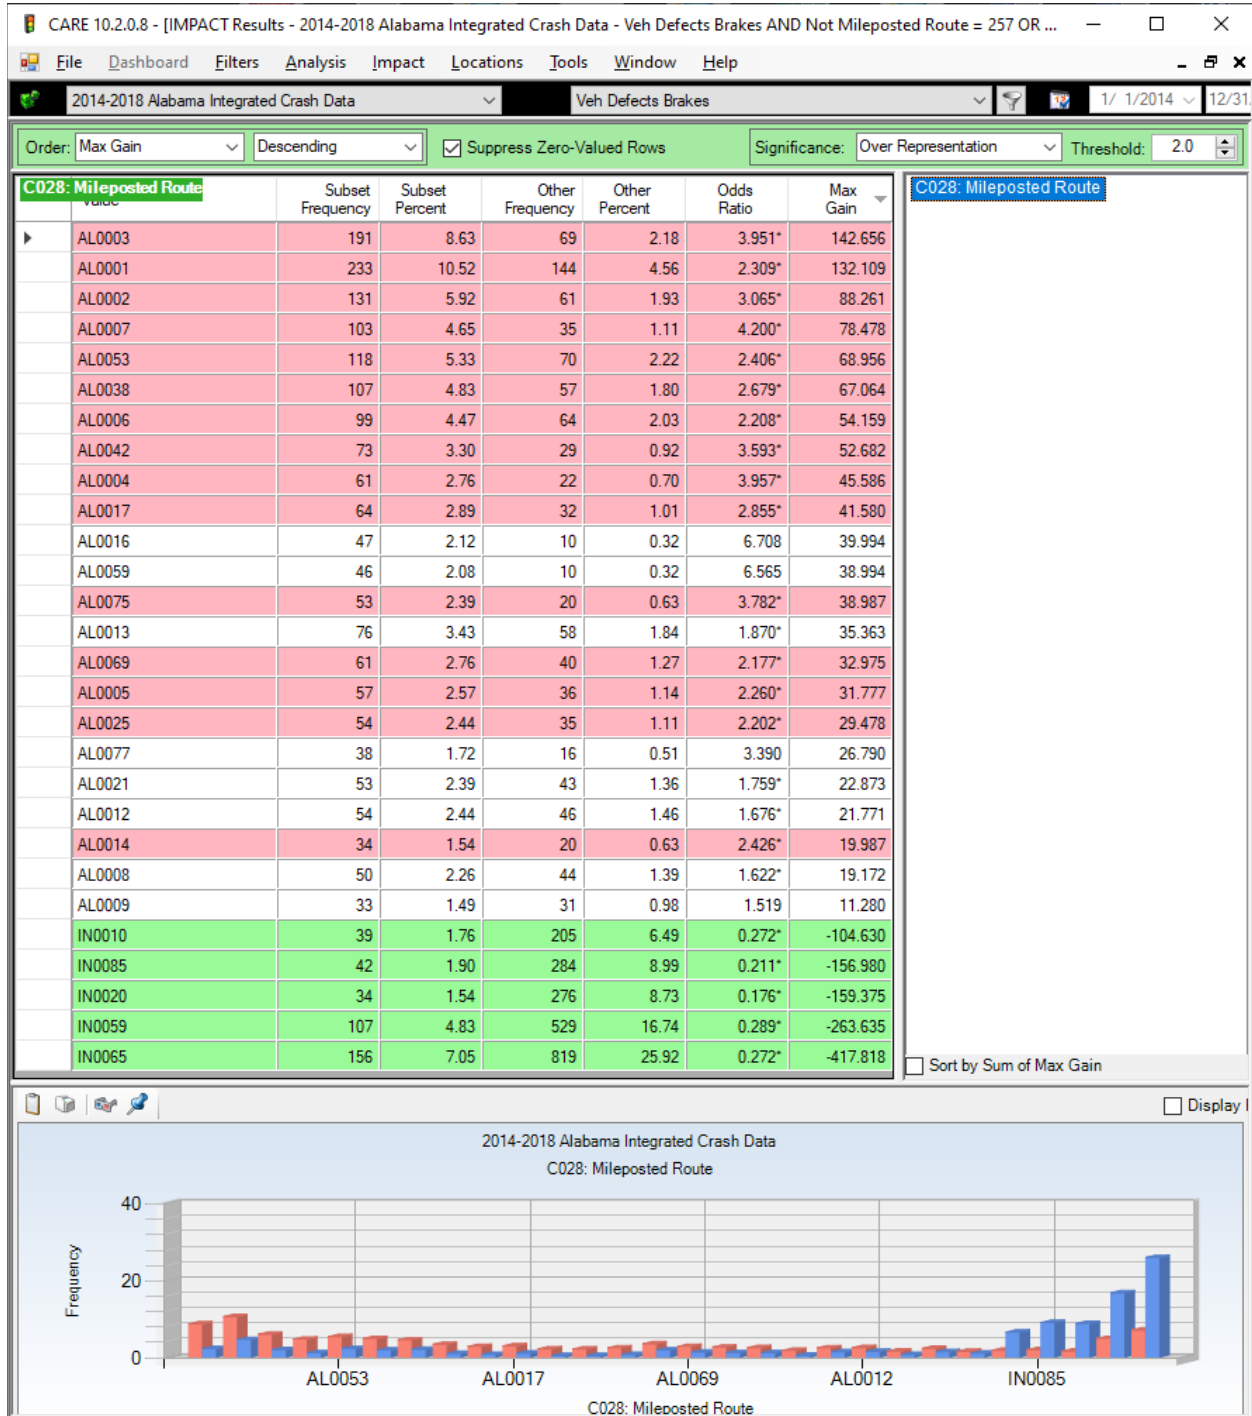 CARE 10.2.0.8 - [IMPACT Results - 2014-2018 Alabama Integrated Crash Data - Veh Defects Brakes AND Not Mileposted Route = 257 OR ...
File Dashboard Filters Analysis Impact Locations Tools Window Help
2014-2018 Alabama Integrated Crash Data Veh Defects Brakes 1/ 1/2014 12/31.
Order: Max Gain Descending Suppress Zero-Valued Rows Significance: Over Representation Threshold: 2.0
C028: Mileposted Route Subset Frequency Subset Percent Other Frequency Other Percent Odds Ratio Max Gain C028: Mileposted Route
AL0003 191 8.63 69 2.18 3.951* 142.656
AL0001 233 10.52 144 4.56 2.309* 132.109
AL0002 131 5.92 61 1.93 3.065* 88.261
AL0007 103 4.65 35 1.11 4.200* 78.478
AL0053 118 5.33 70 2.22 2.406* 68.956
AL0038 107 4.83 57 1.80 2.679* 67.064
AL0006 99 4.47 64 2.03 2.208* 54.159
AL0042 73 3.30 29 0.92 3.593* 52.682
AL0004 61 2.76 22 0.70 3.957* 45.586
AL0017 64 2.89 32 1.01 2.855* 41.580
AL0016 47 2.12 10 0.32 6.708 39.994
AL0059 46 2.08 10 0.32 6.565 38.994
AL0075 53 2.39 20 0.63 3.782* 38.987
AL0013 76 3.43 58 1.84 1.870* 35.363
AL0069 61 2.76 40 1.27 2.177* 32.975
AL0005 57 2.57 36 1.14 2.260* 31.777
AL0025 54 2.44 35 1.11 2.202* 29.478
AL0077 38 1.72 16 0.51 3.390 26.790
AL0021 53 2.39 43 1.36 1.759* 22.873
AL0012 54 2.44 46 1.46 1.676* 21.771
AL0014 34 1.54 20 0.63 2.426* 19.987
AL0008 50 2.26 44 1.39 1.622* 19.172
AL0009 33 1.49 31 0.98 1.519 11.280
IN0010 39 1.76 205 6.49 0.272* -104.630
IN0085 42 1.90 284 8.99 0.211* -156.980
IN0020 34 1.54 276 8.73 0.176* -159.375
IN0059 107 4.83 529 16.74 0.289* -263.635
IN0065 156 7.05 819 25.92 0.272* -417.818
Sort by Sum of Max Gain
Display
2014-2018 Alabama Integrated Crash Data
C028: Mileposted Route
40
20
0
Frequency
AL0053 AL0017 AL0069 AL0012 IN0085
C028: Mileposted Route